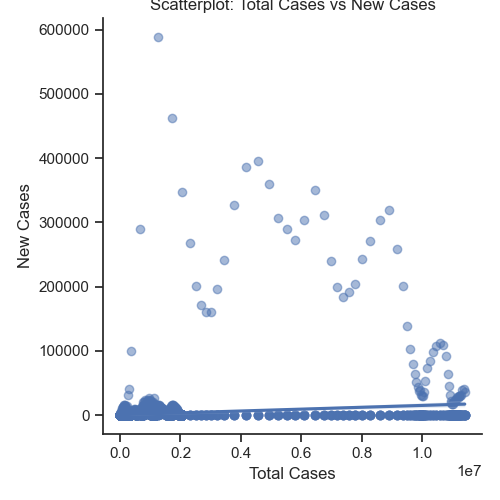 Scatterplot: Total Cases vs New Cases
600000
500000
400000
300000
200000
100000
0
New Cases
0.0 0.2 0.4 0.6 0.8 1.0
1e7
Total Cases